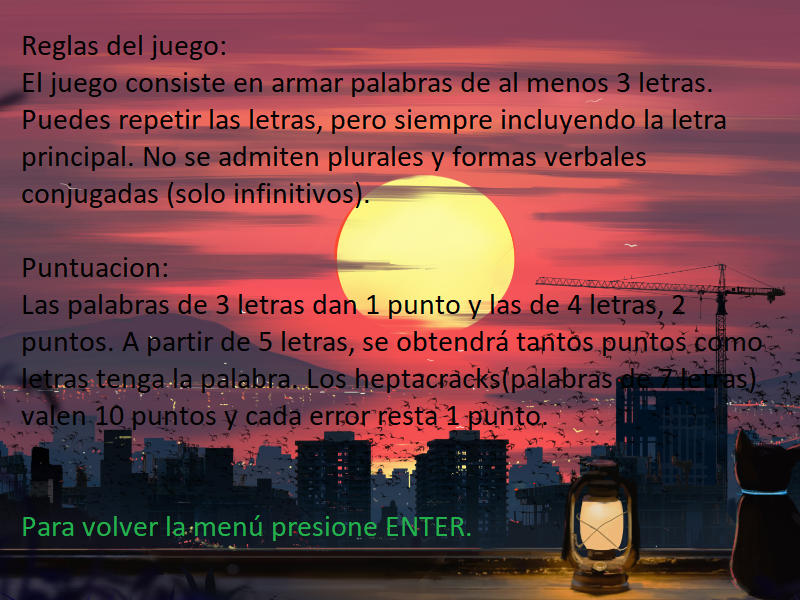 Reglas del juego:
El juego consiste en armar palabras de al menos 3 letras.
Puedes repetir las letras, pero siempre incluyendo la letra
principal. No se admiten plurales y formas verbales
conjugadas (solo infinitivos).
Puntuacion:
Las palabras de 3 letras dan 1 punto y las de 4 letras, 2
puntos. A partir de 5 letras, se obtendrá tantos puntos como
letras tenga la palabra. Los heptacracks(palabras de 7 letras)
valen 10 puntos y cada error resta 1 punto.
Para volver la menú presione ENTER.